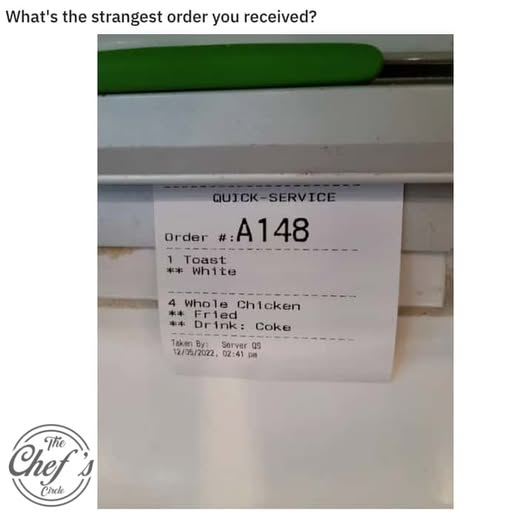 What's the strangest order you received?
QUICK-SERVICE
Order #:A148
1 Toast
** White
4 Whole Chicken
** Fried
** Drink: Coke
Taken By: Server QS
12/05/2022, 02:41 pm
The
Chef's
Circle